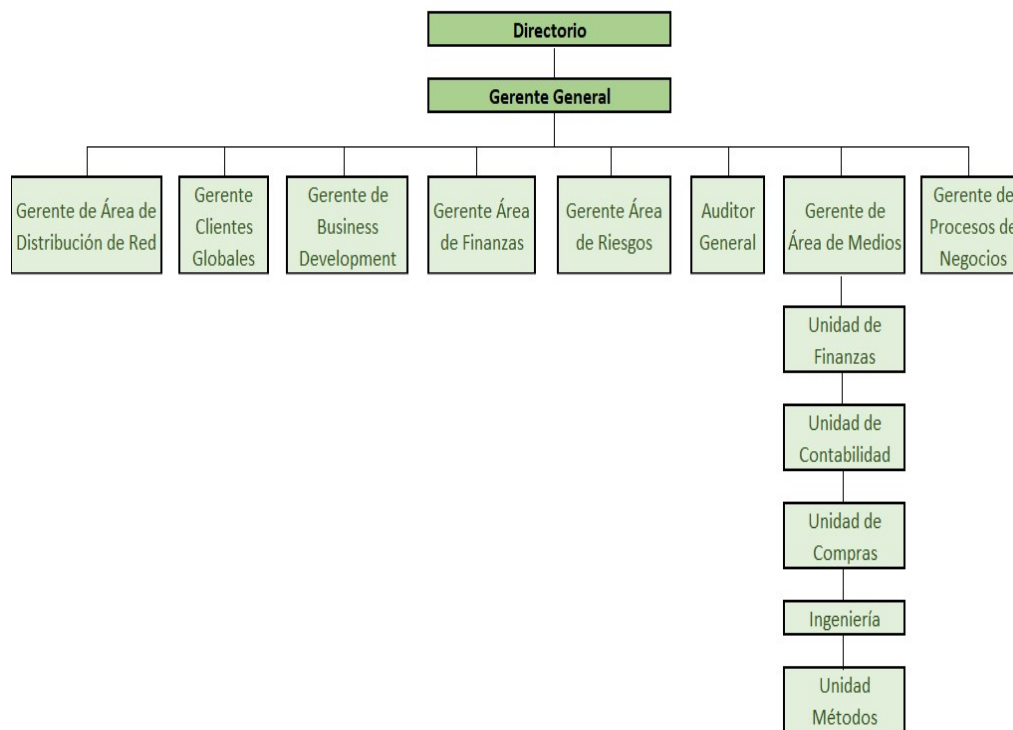 Directorio
Gerente General
Gerente de Área de
Distribución de Red
Gerente
Clientes
Globales
Gerente de
Business
Development
Gerente Área
de Finanzas
Gerente Área
de Riesgos
Auditor
General
Gerente de
Área de Medios
Gerente de
Procesos de
Negocios
Unidad de
Finanzas
Unidad de
Contabilidad
Unidad de
Compras
Ingeniería
Unidad
Métodos